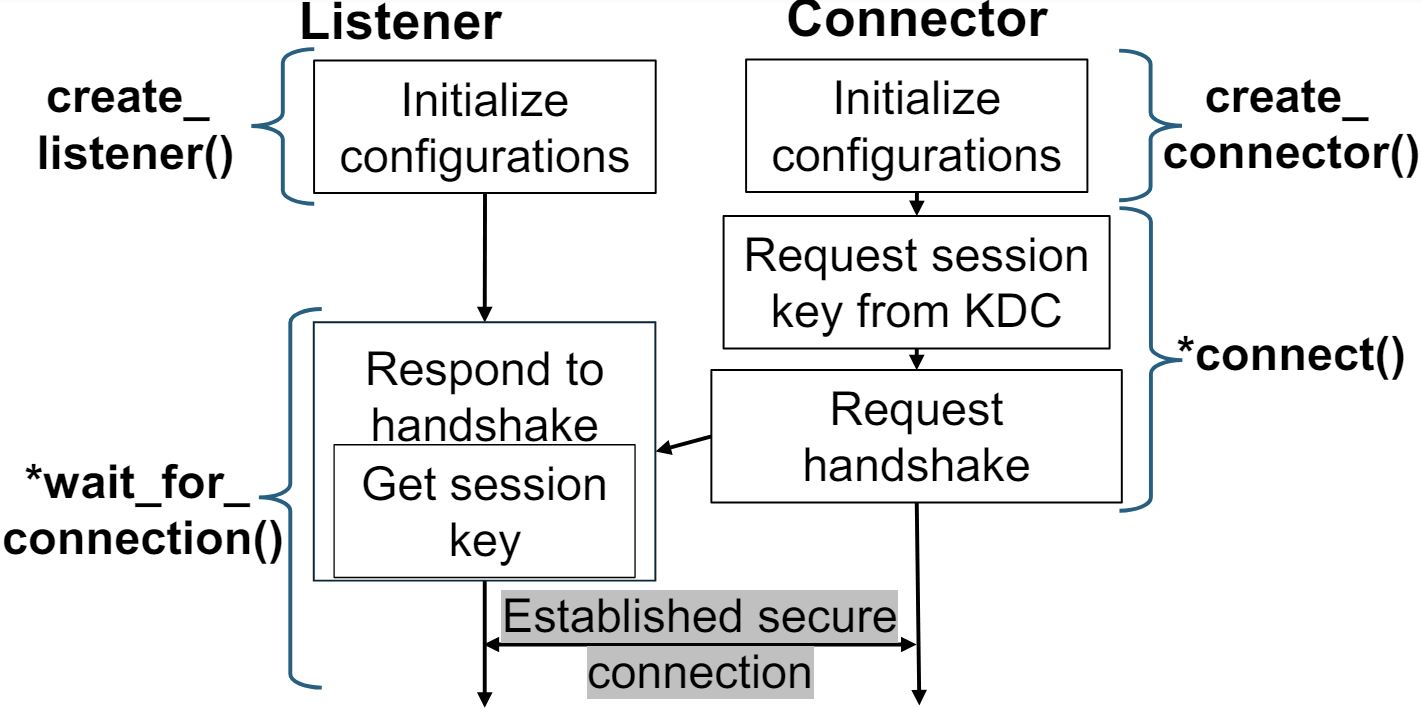 Listener
Connector
create_
listener()
Initialize
configurations
Initialize
configurations
create_
connector()
Request session
key from KDC
*connect()
Respond to
handshake
Request
handshake
*wait_for_
connection()
Get session
key
Established secure
connection